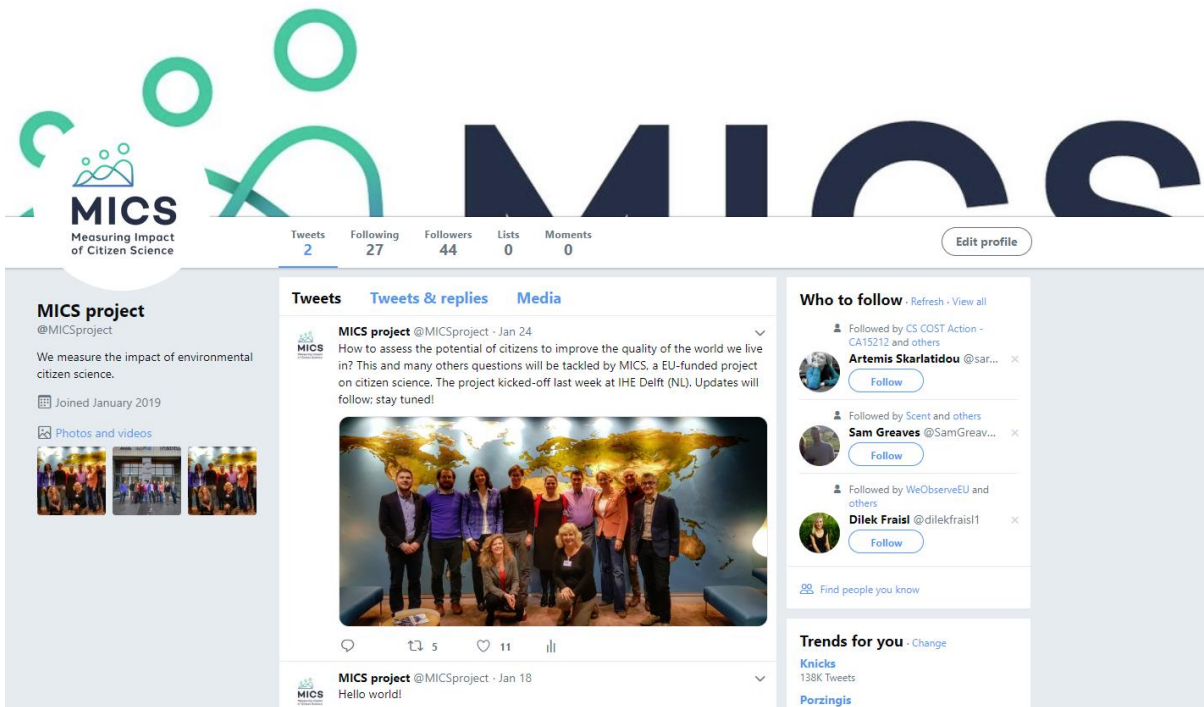 MICS
MICS
Measuring Impact
of Citizen Science
Tweets Following Followers Lists Moments
2 27 44 0 0
Edit profile
MICS project
@MICSproject
We measure the impact of environmental
citizen science.
Joined January 2019
Photos and videos
Tweets Tweets & replies Media
MICS project @MICSproject · Jan 24
How to assess the potential of citizens to improve the quality of the world we live
in? This and many others questions will be tackled by MICS, a EU-funded project
on citizen science. The project kicked-off last week at IHE Delft (NL). Updates will
follow; stay tuned!
MICS
5 11
MICS project @MICSproject · Jan 18
Hello world!
MICS
Who to follow · Refresh · View all
Followed by CS COST Action -
CA15212 and others
Artemis Skarlatidou @sar...
Follow
Followed by Scent and others
Sam Greaves @SamGreav...
Follow
Followed by WeObserveEU and
others
Dilek Fraisl @dilekfraisl1
Follow
Find people you know
Trends for you · Change
Knicks
138K Tweets
Porzingis